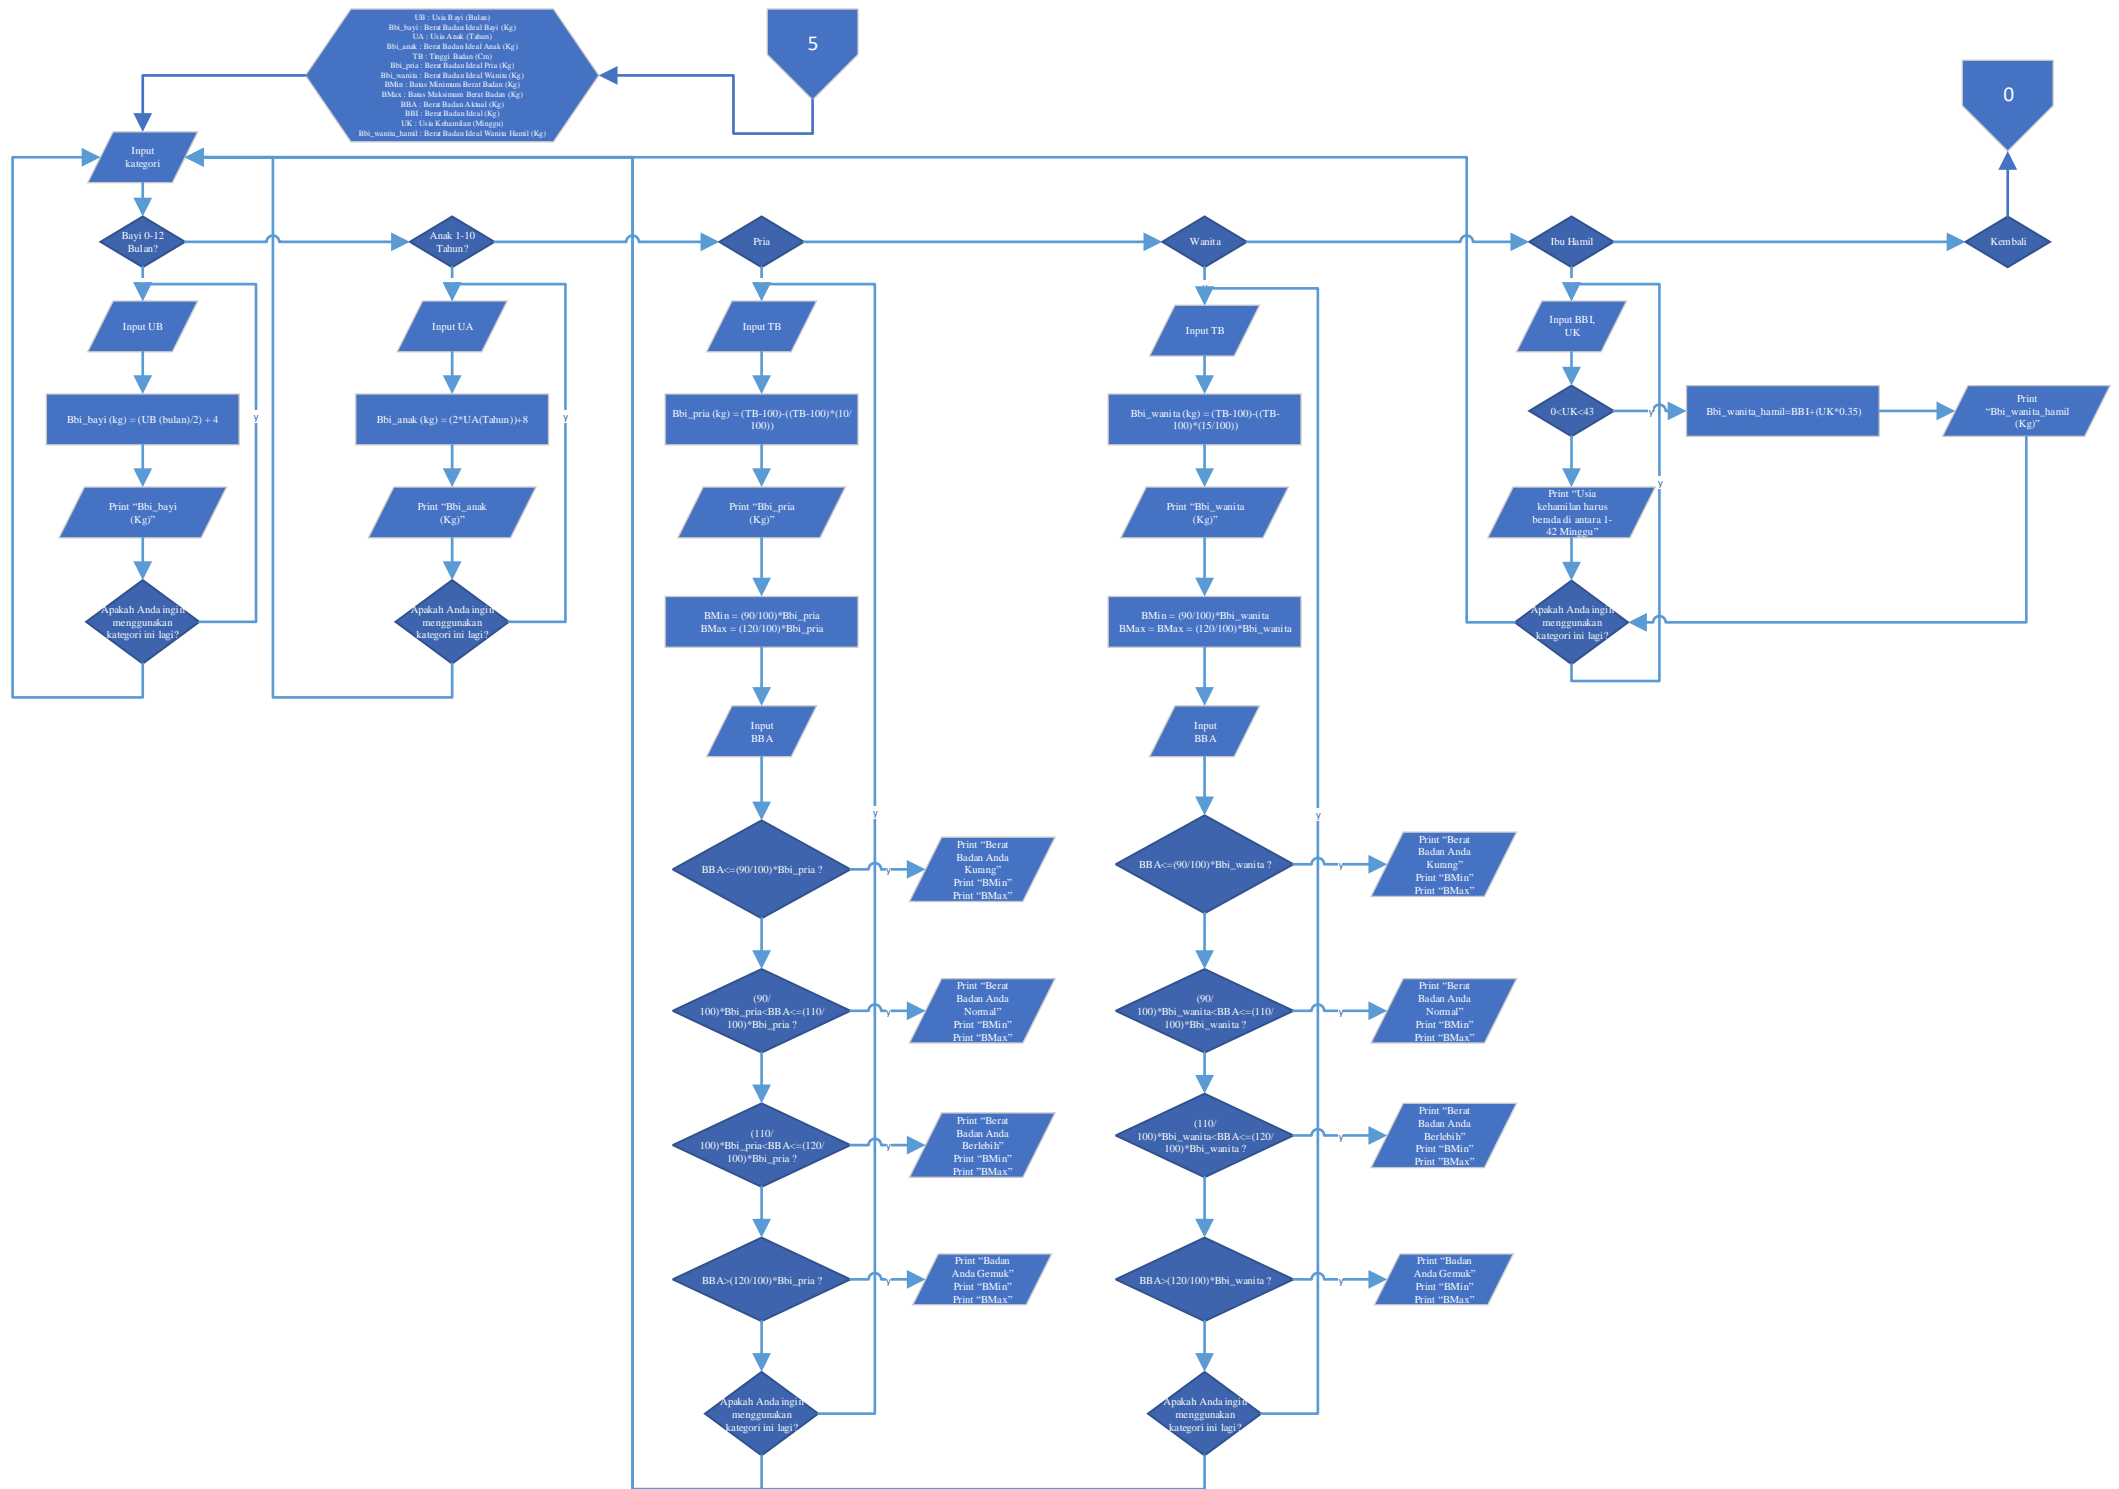 UB : Usia Bayi (Bulan)
Bbi_bayi : Berat Badan Ideal Bayi (Kg)
UA : Usia Anak (Tahun)
Bbi_anak : Berat Badan Ideal Anak (Kg)
TB : Tinggi Badan (Cm)
Bbi_pria : Berat Badan Ideal Pria (Kg)
Bbi_wanita : Berat Badan Ideal Wanita (Kg)
BMin : Batas Minimum Berat Badan (Kg)
BMax : Batas Maksimum Berat Badan (Kg)
BBA : Berat Badan Aktual (Kg)
BBI : Berat Badan Ideal (Kg)
UK : Usia Kehamilan (Minggu)
Bbi_wanita_hamil : Berat Badan Ideal Wanita Hamil (Kg)
5
0
Input
kategori
Bayi 0-12
Bulan?
Anak 1-10
Tahun?
Pria
Wanita
Ibu Hamil
Kembali
Input UB
Bbi_bayi (kg) = (UB (bulan)/2) + 4
y
Print “Bbi_bayi
(Kg)”
Apakah Anda ingin
menggunakan
kategori ini lagi?
Input UA
Bbi_anak (kg) = (2*UA(Tahun))+8
y
Print “Bbi_anak
(Kg)”
Apakah Anda ingin
menggunakan
kategori ini lagi?
Input TB
Bbi_pria (kg) = (TB-100)-((TB-100)*(10/
100))
Print “Bbi_pria
(Kg)”
BMin = (90/100)*Bbi_pria
BMax = (120/100)*Bbi_pria
Input
BBA
y
BBA<=(90/100)*Bbi_pria ?
y
Print “Berat
Badan Anda
Kurang”
Print “BMin”
Print “BMax”
(90/
100)*Bbi_pria<BBA<=(110/
100)*Bbi_pria ?
y
Print “Berat
Badan Anda
Normal”
Print “BMin”
Print “BMax”
(110/
100)*Bbi_pria<BBA<=(120/
100)*Bbi_pria ?
y
Print “Berat
Badan Anda
Berlebih”
Print “BMin”
Print ”BMax”
BBA>(120/100)*Bbi_pria ?
y
Print “Badan
Anda Gemuk”
Print “BMin”
Print “BMax”
Apakah Anda ingin
menggunakan
kategori ini lagi?
Input TB
Bbi_wanita (kg) = (TB-100)-((TB-
100)*(15/100))
Print “Bbi_wanita
(Kg)”
BMin = (90/100)*Bbi_wanita
BMax = BMax = (120/100)*Bbi_wanita
Input
BBA
y
BBA<=(90/100)*Bbi_wanita ?
y
Print “Berat
Badan Anda
Kurang”
Print “BMin”
Print “BMax”
(90/
100)*Bbi_wanita<BBA<=(110/
100)*Bbi_wanita ?
y
Print “Berat
Badan Anda
Normal”
Print “BMin”
Print “BMax”
(110/
100)*Bbi_wanita<BBA<=(120/
100)*Bbi_wanita ?
y
Print “Berat
Badan Anda
Berlebih”
Print “BMin”
Print ”BMax”
BBA>(120/100)*Bbi_wanita ?
y
Print “Badan
Anda Gemuk”
Print “BMin”
Print “BMax”
Apakah Anda ingin
menggunakan
kategori ini lagi?
Input BBI,
UK
0<UK<43
y
Bbi_wanita_hamil=BBI+(UK*0.35)
Print
“Bbi_wanita_hamil
(Kg)”
y
Print “Usia
kehamilan harus
berada di antara 1-
42 Minggu”
Apakah Anda ingin
menggunakan
kategori ini lagi?